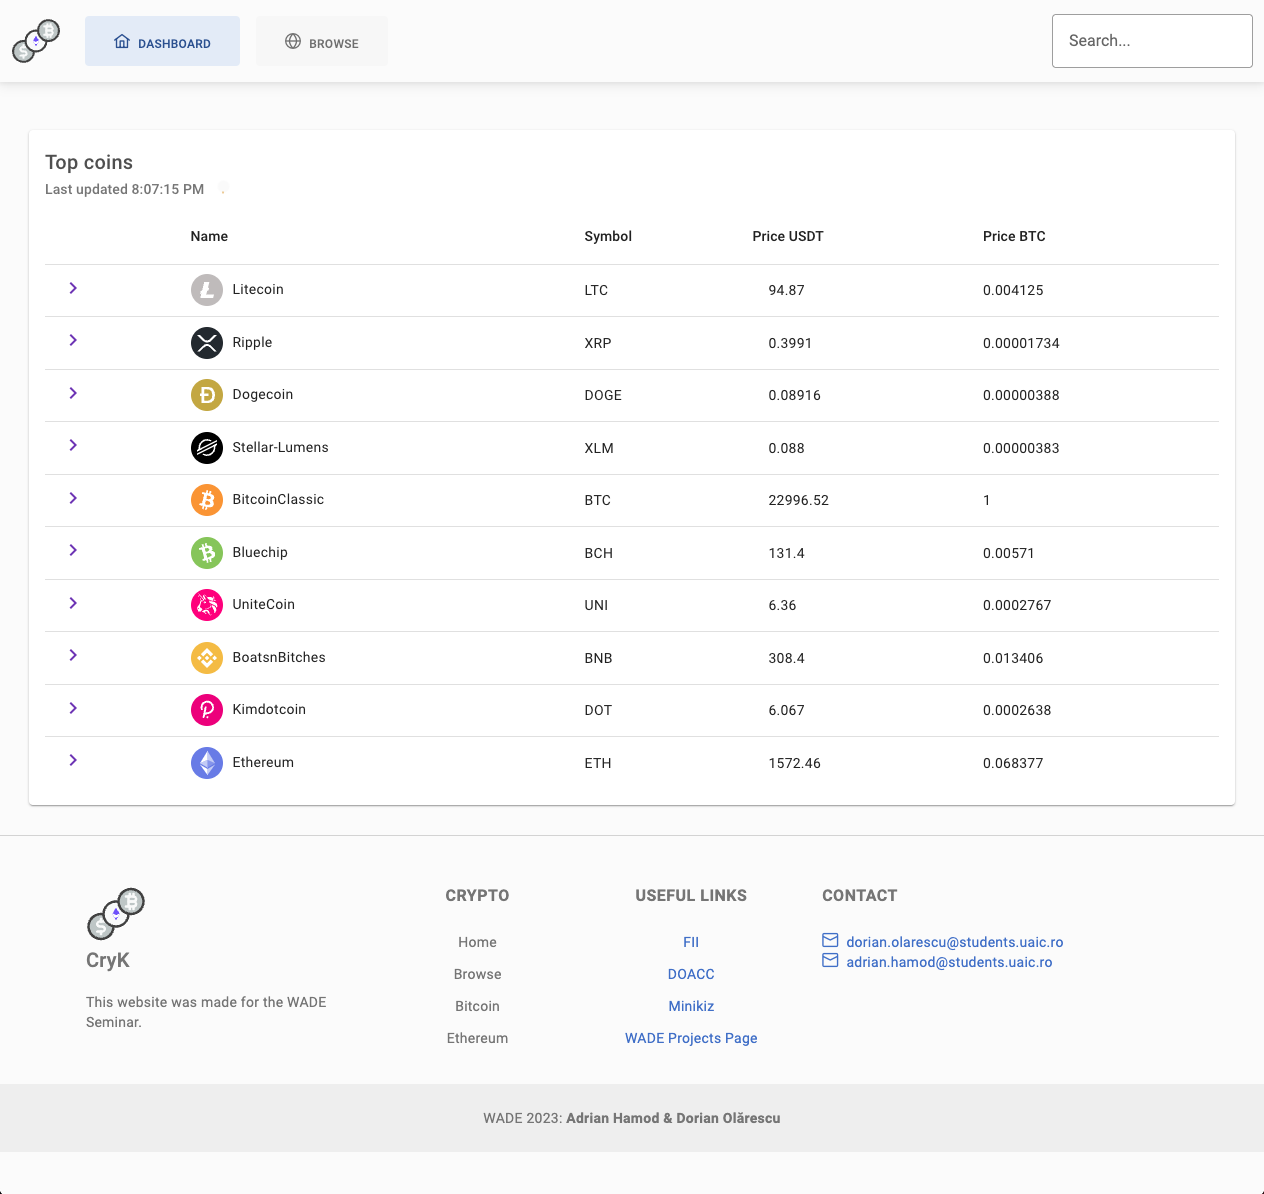 DASHBOARD
BROWSE
Search...
Top coins
Last updated 8:07:15 PM
Name Symbol Price USDT Price BTC
Litecoin LTC 94.87 0.004125
Ripple XRP 0.3991 0.00001734
Dogecoin DOGE 0.08916 0.00000388
Stellar-Lumens XLM 0.088 0.00000383
BitcoinClassic BTC 22996.52 1
Bluechip BCH 131.4 0.00571
UniteCoin UNI 6.36 0.0002767
BoatsnBitches BNB 308.4 0.013406
Kimdotcoin DOT 6.067 0.0002638
Ethereum ETH 1572.46 0.068377
CryK
This website was made for the WADE
Seminar.
CRYPTO
Home
Browse
Bitcoin
Ethereum
USEFUL LINKS
FII
DOACC
Minikiz
WADE Projects Page
CONTACT
dorian.olarescu@students.uaic.ro
adrian.hamod@students.uaic.ro
WADE 2023: Adrian Hamod & Dorian Olărescu